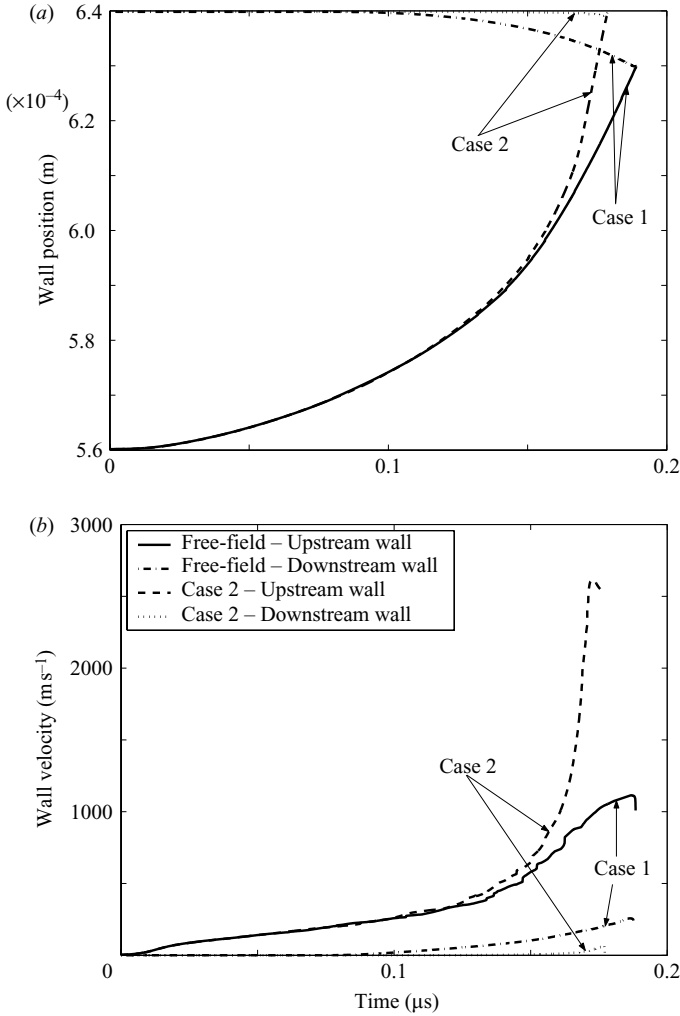 (a)
6.4
(×10–4)
6.2
6.0
5.8
5.6
Wall position (m)
Case 2
Case 1
0
0.1
0.2
(b)
3000
2000
1000
0
Wall velocity (m s–1)
Free-field – Upstream wall
Free-field – Downstream wall
Case 2 – Upstream wall
Case 2 – Downstream wall
Case 2
Case 1
0.1
0.2
Time (μs)